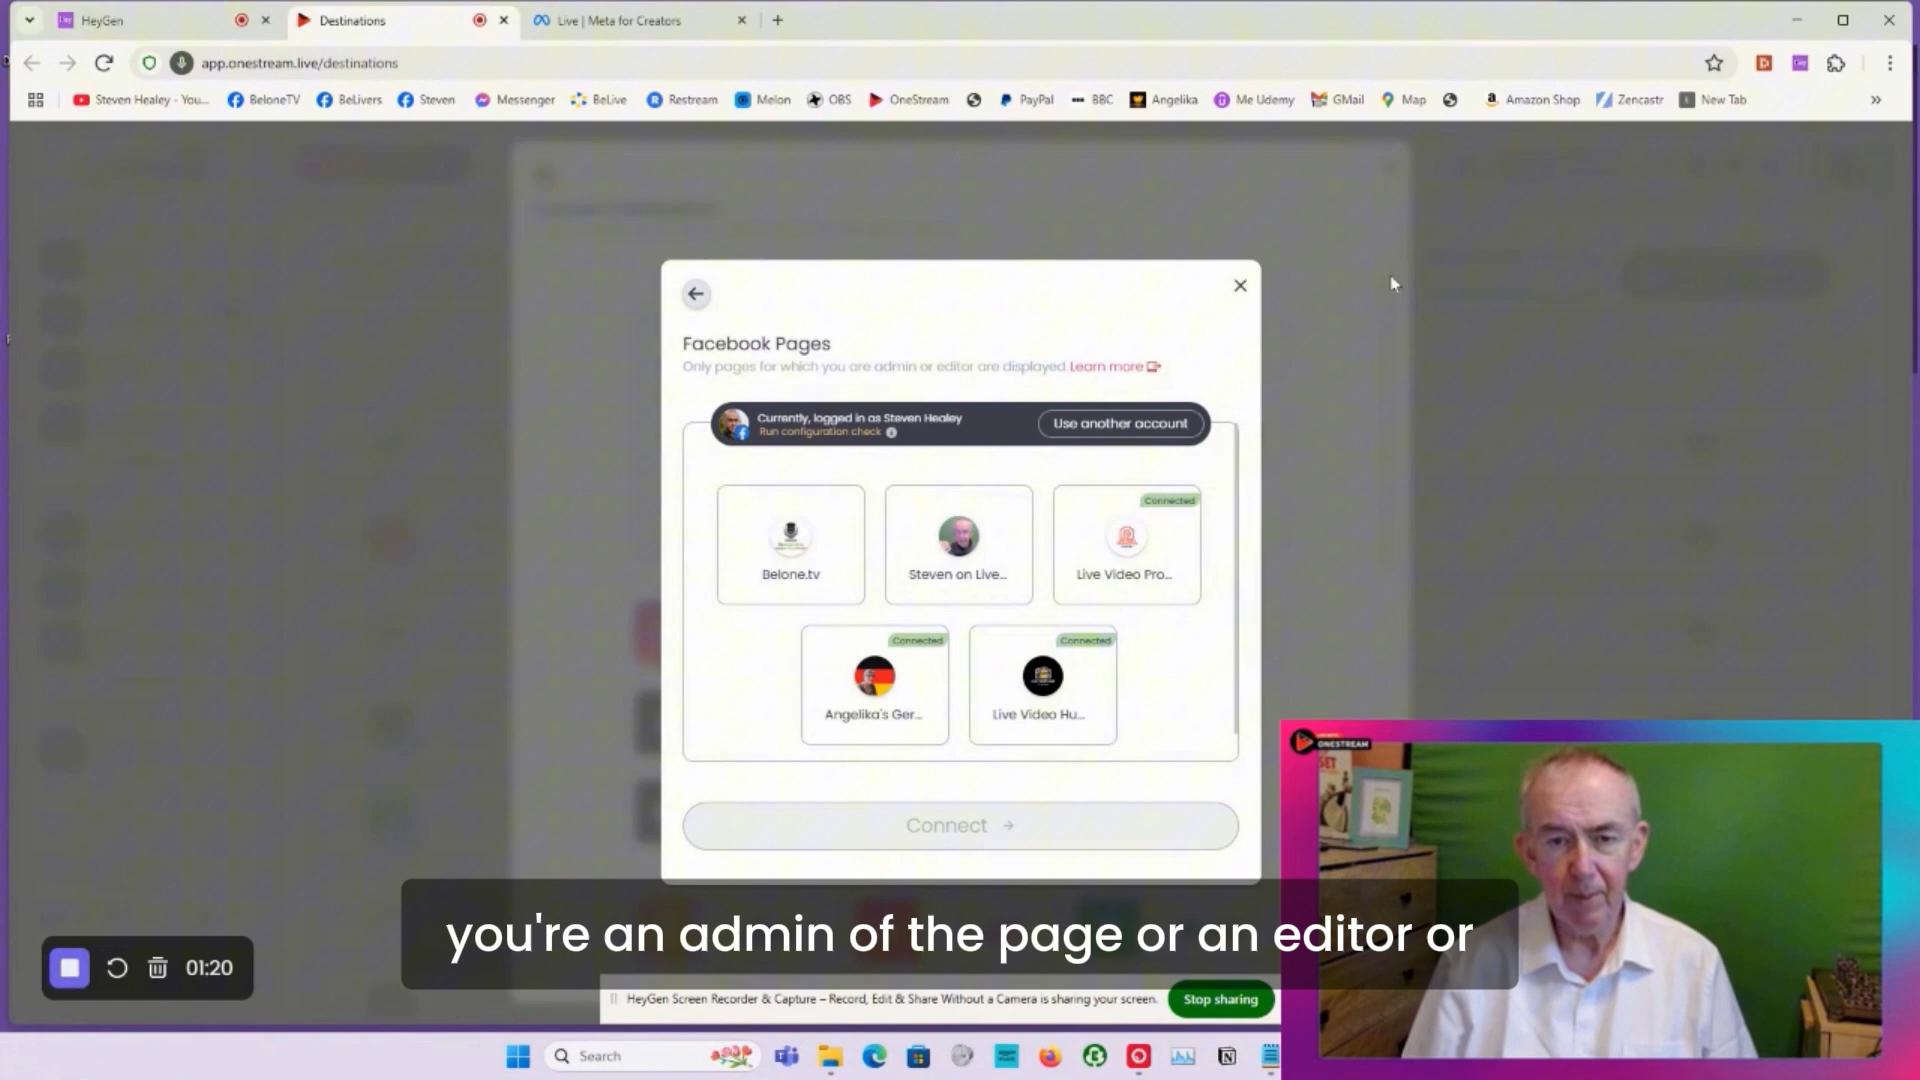 HeyGen
Destinations
Live | Meta for Creators
app.onestream.live/destinations
Steven Healey - You...
BeloneTV
BeLivers
Steven
Messenger
BeLive
Restream
Melon
OBS
OneStream
PayPal
BBC
Angelika
Me Udemy
GMail
Map
Amazon Shop
Zencastr
New Tab
Facebook Pages
Only pages for which you are admin or editor are displayed Learn more
Currently, logged in as Steven Healey
Run configuration check
Use another account
Belone.tv
Steven on Live...
Connected
Live Video Pro...
Connected
Angelika's Ger...
Connected
Live Video Hu...
Connect →
ONESTREAM
SET
you're an admin of the page or an editor or
01:20
HeyGen Screen Recorder & Capture – Record, Edit & Share Without a Camera is sharing your screen.
Stop sharing
Search